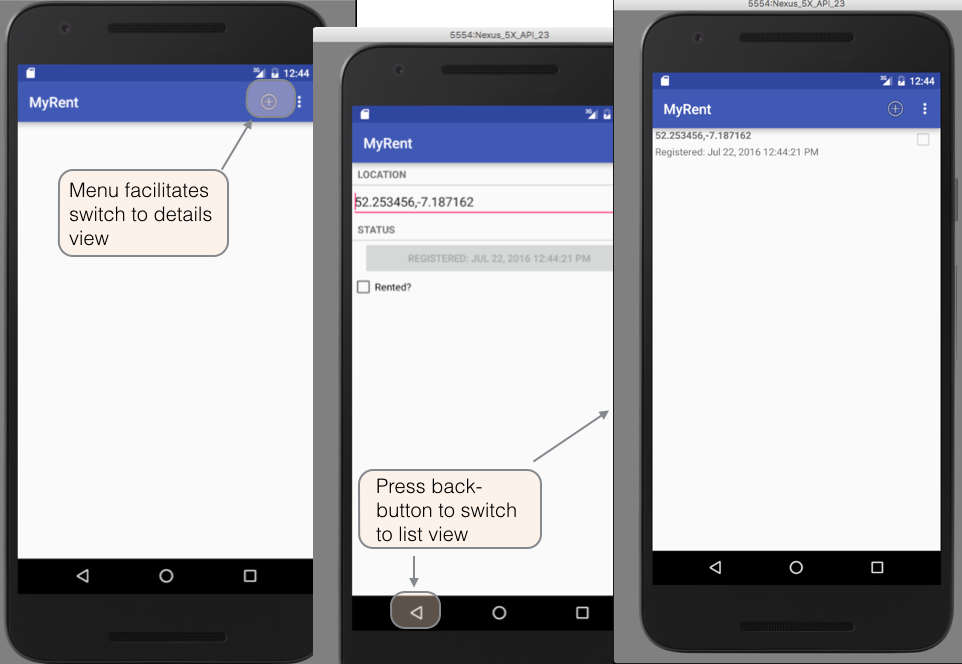 12:44
MyRent
Menu facilitates
switch to details
view
5554:Nexus_5X_API_23
MyRent
LOCATION
52.253456,-7.187162
STATUS
REGISTERED: JUL 22, 2016 12:44:21 PM
Rented?
Press back-
button to switch
to list view
5554:Nexus_5X_API_23
12:44
MyRent
52.253456,-7.187162
Registered: Jul 22, 2016 12:44:21 PM